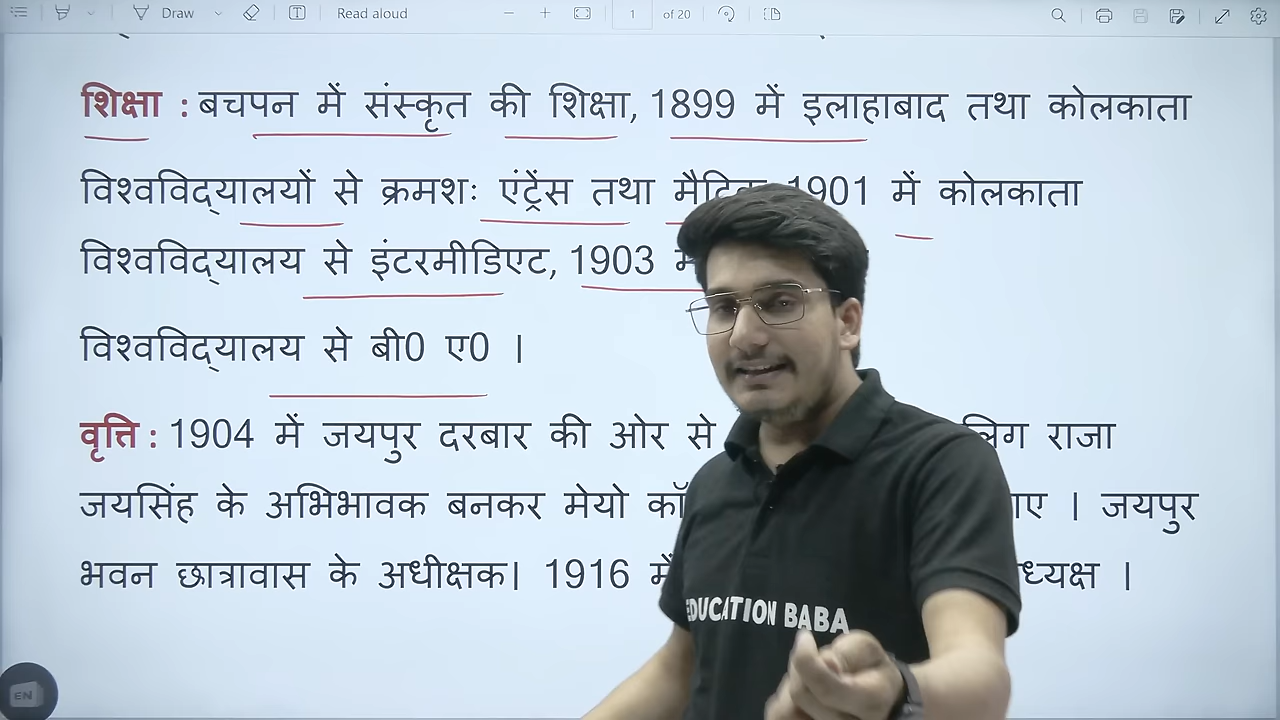 Draw
Read aloud
1 of 20
शिक्षा : बचपन में संस्कृत की शिक्षा, 1899 में इलाहाबाद तथा कोलकाता
विश्वविद्यालयों से क्रमशः एंट्रेंस तथा 1901 में कोलकाता
विश्वविद्यालय से इंटरमीडिएट, 1903
विश्वविद्यालय से बी0 ए0 ।
वृत्ति : 1904 में जयपुर दरबार की ओर से राजा
जयसिंह के अभिभावक बनकर मेयो जयपुर
भवन छात्रावास के अधीक्षक। 1916 में
EDUCATION BABA
EN